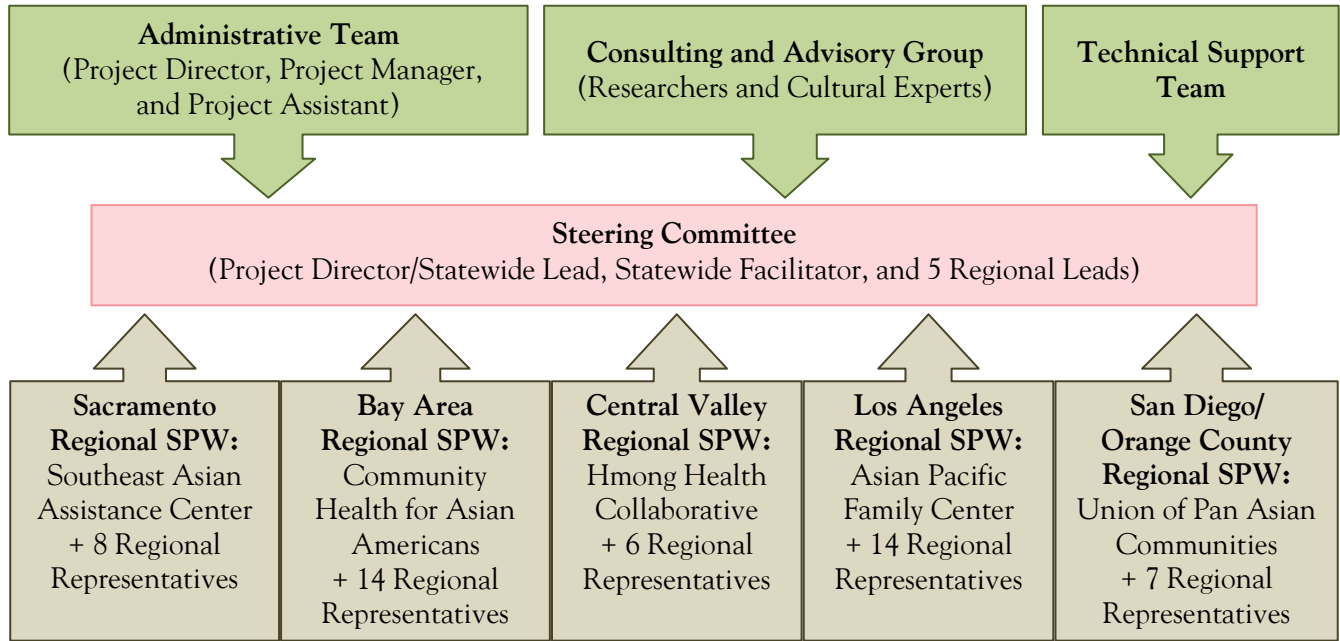 Administrative Team
(Project Director, Project Manager,
and Project Assistant)
Consulting and Advisory Group
(Researchers and Cultural Experts)
Technical Support
Team
Steering Committee
(Project Director/Statewide Lead, Statewide Facilitator, and 5 Regional Leads)
Sacramento
Regional SPW:
Southeast Asian
Assistance Center
+ 8 Regional
Representatives
Bay Area
Regional SPW:
Community
Health for Asian
Americans
+ 14 Regional
Representatives
Central Valley
Regional SPW:
Hmong Health
Collaborative
+ 6 Regional
Representatives
Los Angeles
Regional SPW:
Asian Pacific
Family Center
+ 14 Regional
Representatives
San Diego/
Orange County
Regional SPW:
Union of Pan Asian
Communities
+ 7 Regional
Representatives